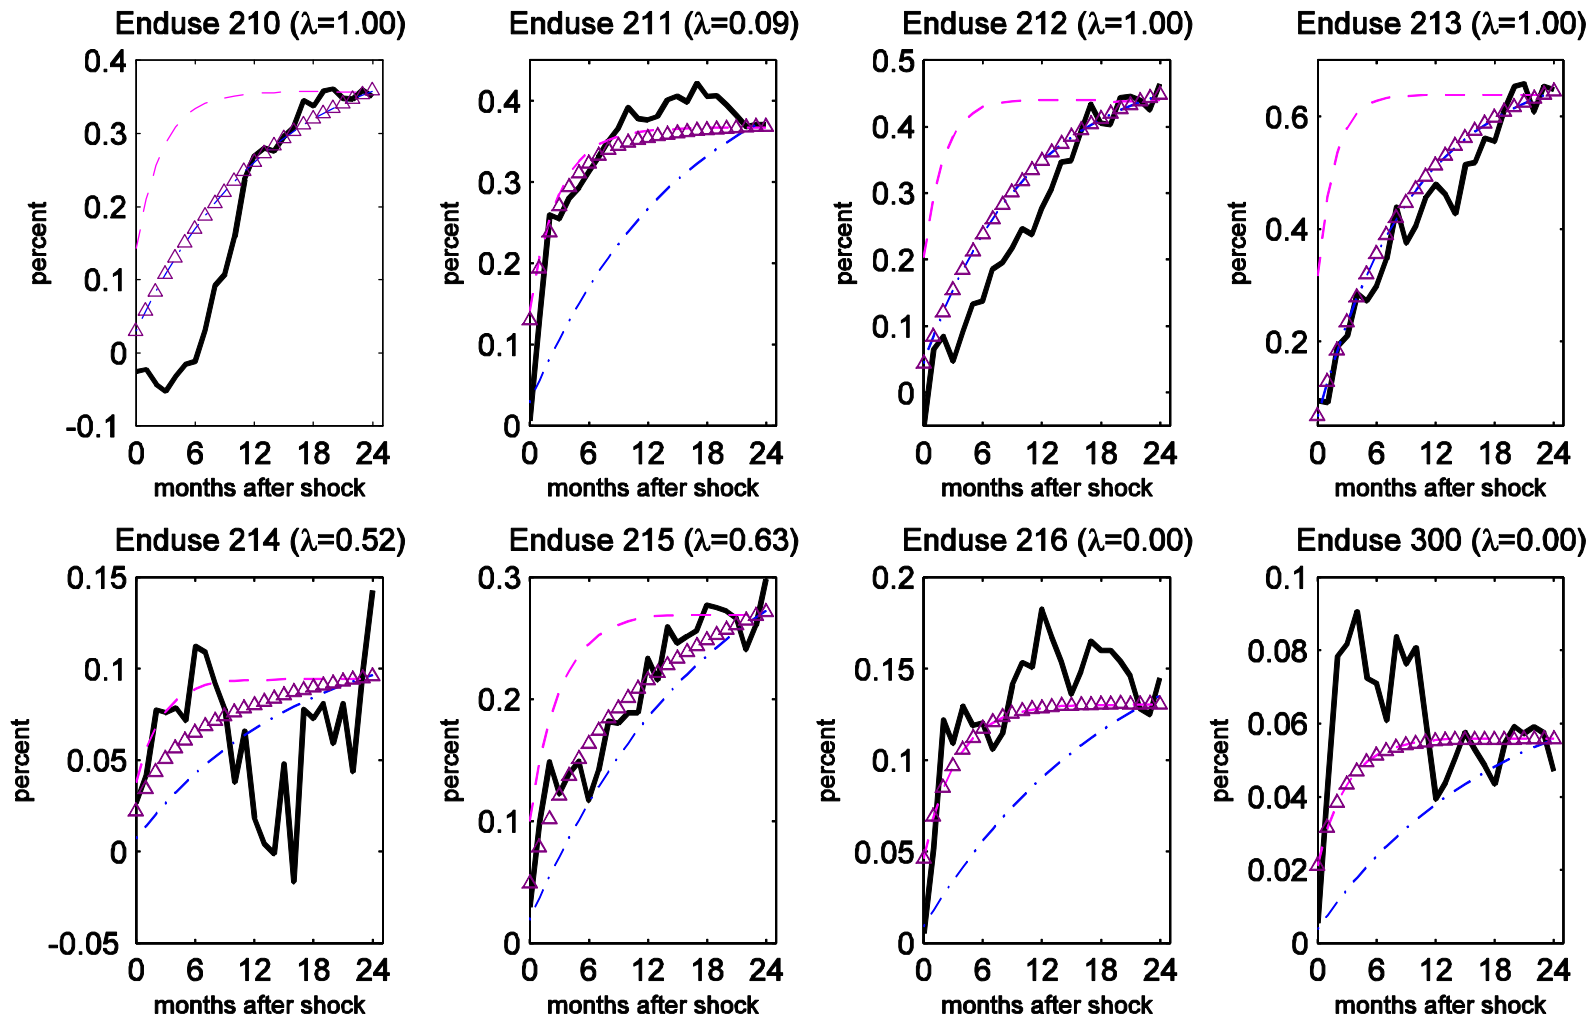 Enduse 210 (λ=1.00)
Enduse 211 (λ=0.09)
Enduse 212 (λ=1.00)
Enduse 213 (λ=1.00)
percent
0.4
0.3
0.2
0.1
0
-0.1
0 6 12 18 24
months after shock
percent
0.4
0.3
0.2
0.1
0
0 6 12 18 24
months after shock
percent
0.5
0.4
0.3
0.2
0.1
0
0 6 12 18 24
months after shock
percent
0.6
0.4
0.2
0 6 12 18 24
months after shock
Enduse 214 (λ=0.52)
Enduse 215 (λ=0.63)
Enduse 216 (λ=0.00)
Enduse 300 (λ=0.00)
percent
0.15
0.1
0.05
0
-0.05
0 6 12 18 24
months after shock
percent
0.3
0.2
0.1
0
0 6 12 18 24
months after shock
percent
0.2
0.15
0.1
0.05
0
0 6 12 18 24
months after shock
percent
0.1
0.08
0.06
0.04
0.02
0
0 6 12 18 24
months after shock